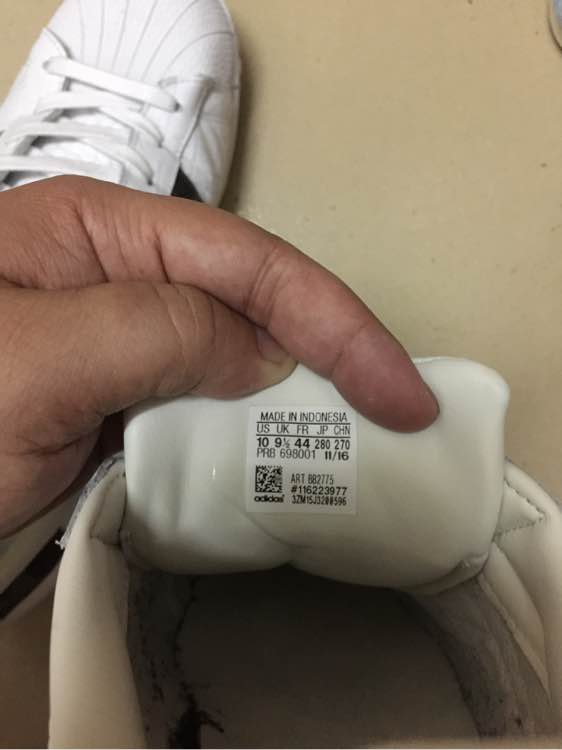 MADE IN INDONESIA
US UK FR JP CHN
10 9½ 44 280 270
PRB 698001 11/16
ART BB2775
#116223977
adidas 3ZM15J3200596